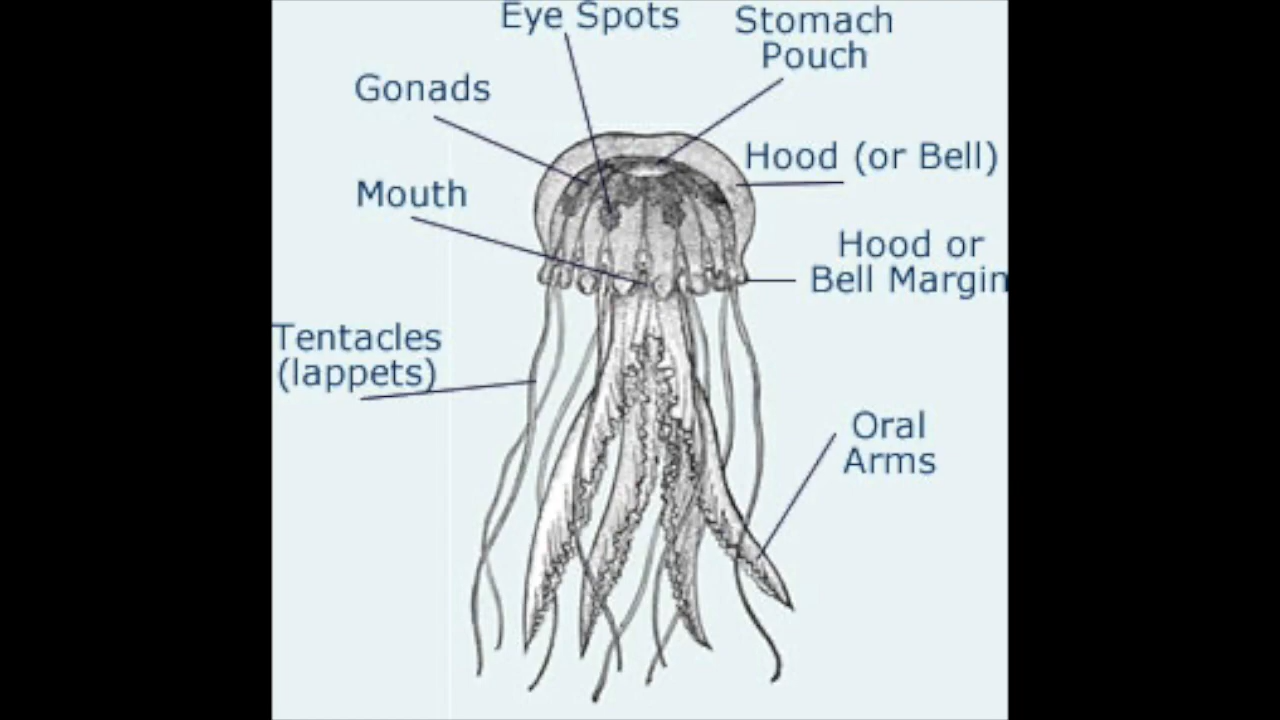 Eye Spots
Stomach
Pouch
Gonads
Hood (or Bell)
Mouth
Hood or
Bell Margin
Tentacles
(lappets)
Oral
Arms